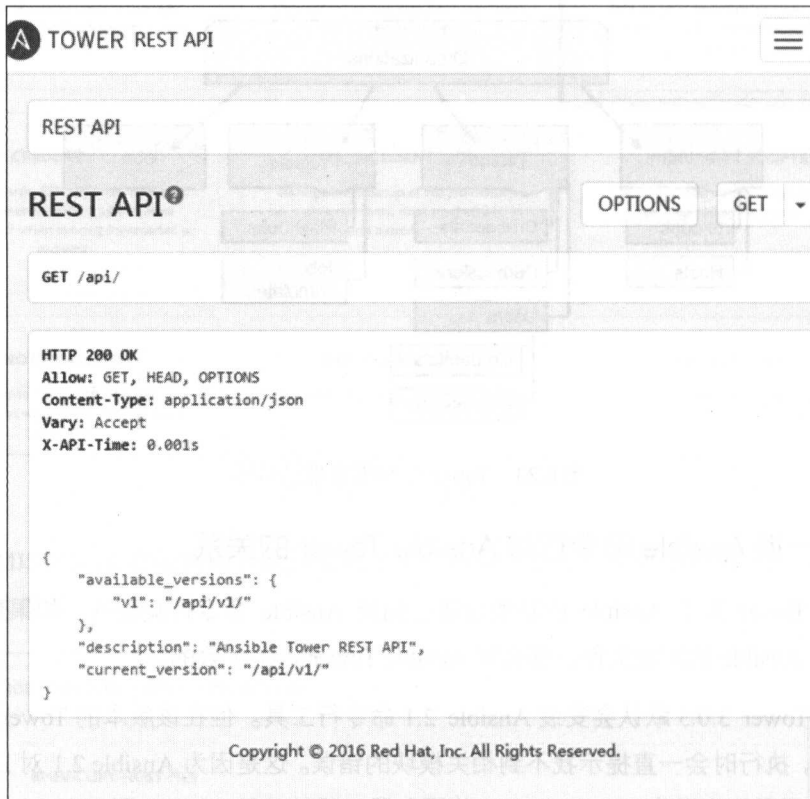 A TOWER REST API
REST API
REST API?
OPTIONS GET
GET /api/
HTTP 200 OK
Allow: GET, HEAD, OPTIONS
Content-Type: application/json
Vary: Accept
X-API-Time: 0.001s
{
"available_versions": {
"v1": "/api/v1/"
},
"description": "Ansible Tower REST API",
"current_version": "/api/v1/"
}
Copyright © 2016 Red Hat, Inc. All Rights Reserved.